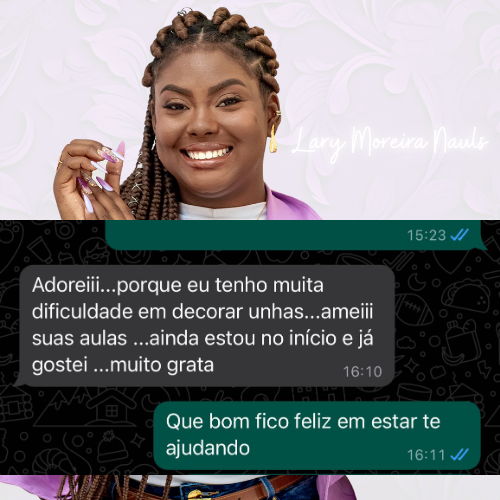 Lary Moreira Nauls
15:23
Adoreiii...porque eu tenho muita
dificuldade em decorar unhas...ameiii
suas aulas ...ainda estou no início e já
gostei ...muito grata
16:10
Que bom fico feliz em estar te
ajudando
16:11